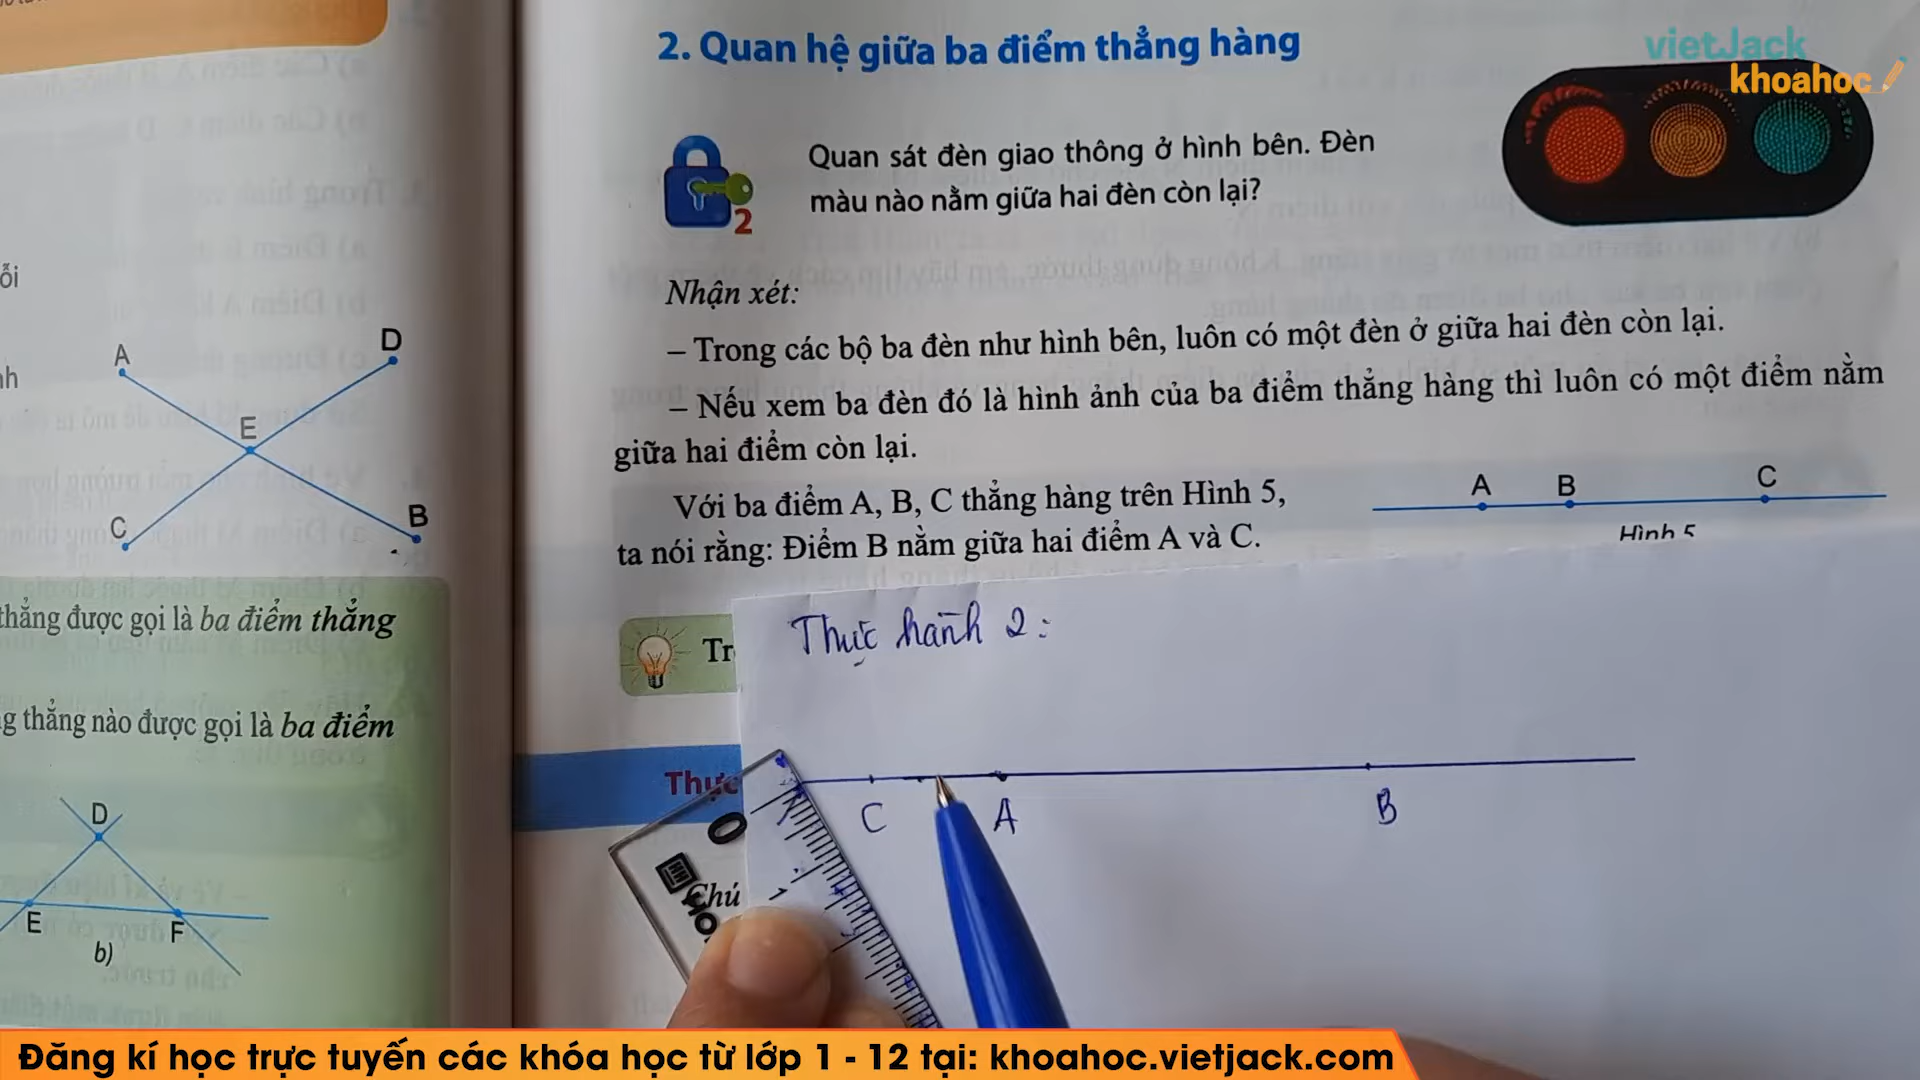 2. Quan hệ giữa ba điểm thẳng hàng
vietJack
khoahoc
Quan sát đèn giao thông ở hình bên. Đèn
màu nào nằm giữa hai đèn còn lại?
2
Nhận xét:
– Trong các bộ ba đèn như hình bên, luôn có một đèn ở giữa hai đèn còn lại.
– Nếu xem ba đèn đó là hình ảnh của ba điểm thẳng hàng thì luôn có một điểm nằm
giữa hai điểm còn lại.
Với ba điểm A, B, C thẳng hàng trên Hình 5,
ta nói rằng: Điểm B nằm giữa hai điểm A và C.
A B C
Hình 5
A D
E
C B
thẳng được gọi là ba điểm thẳng
thẳng nào được gọi là ba điểm
D
E F
b)
Thực hành 2:
Tr
Thực
C A B
0
1
Chú
Đăng kí học trực tuyến các khóa học từ lớp 1 - 12 tại: khoahoc.vietjack.com